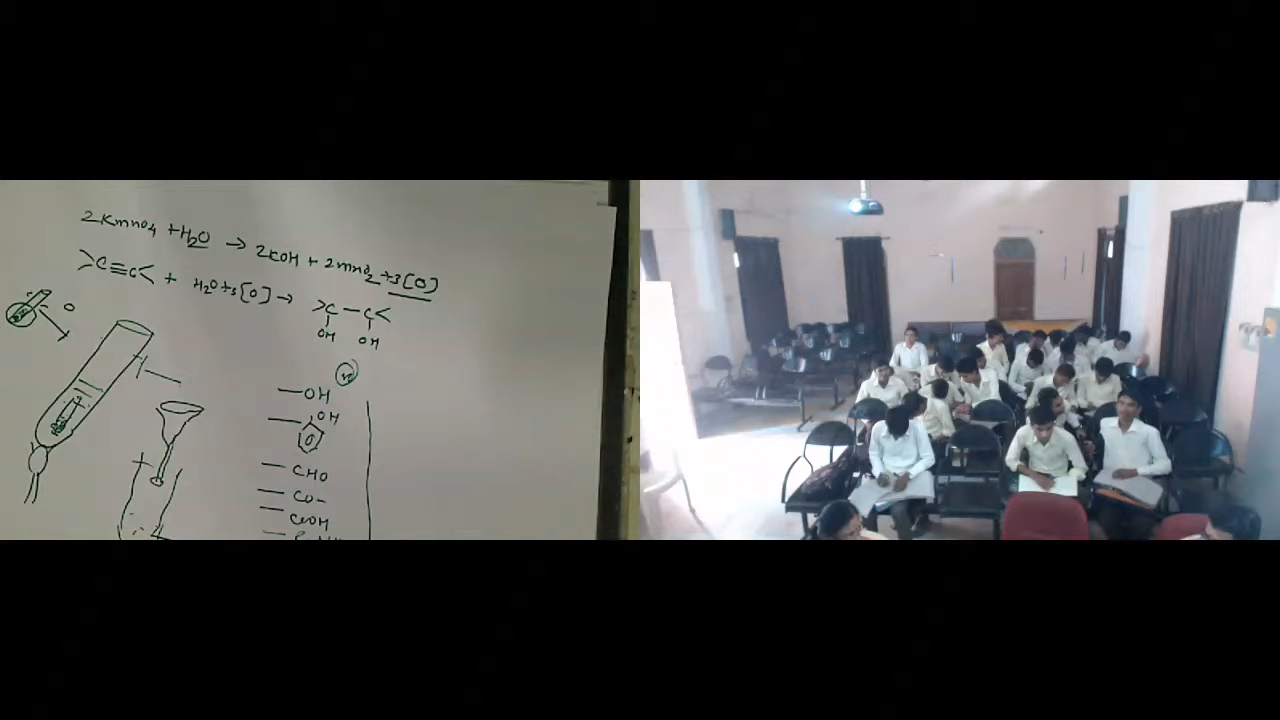 2Kmno4 + H2O → 2KOH + 2mno2 + 3[O]
>C≡C< + H2O + 3[O] → >C—C<
OH OH
O
—OH
—OH
—CHO
—CO-
—COOH